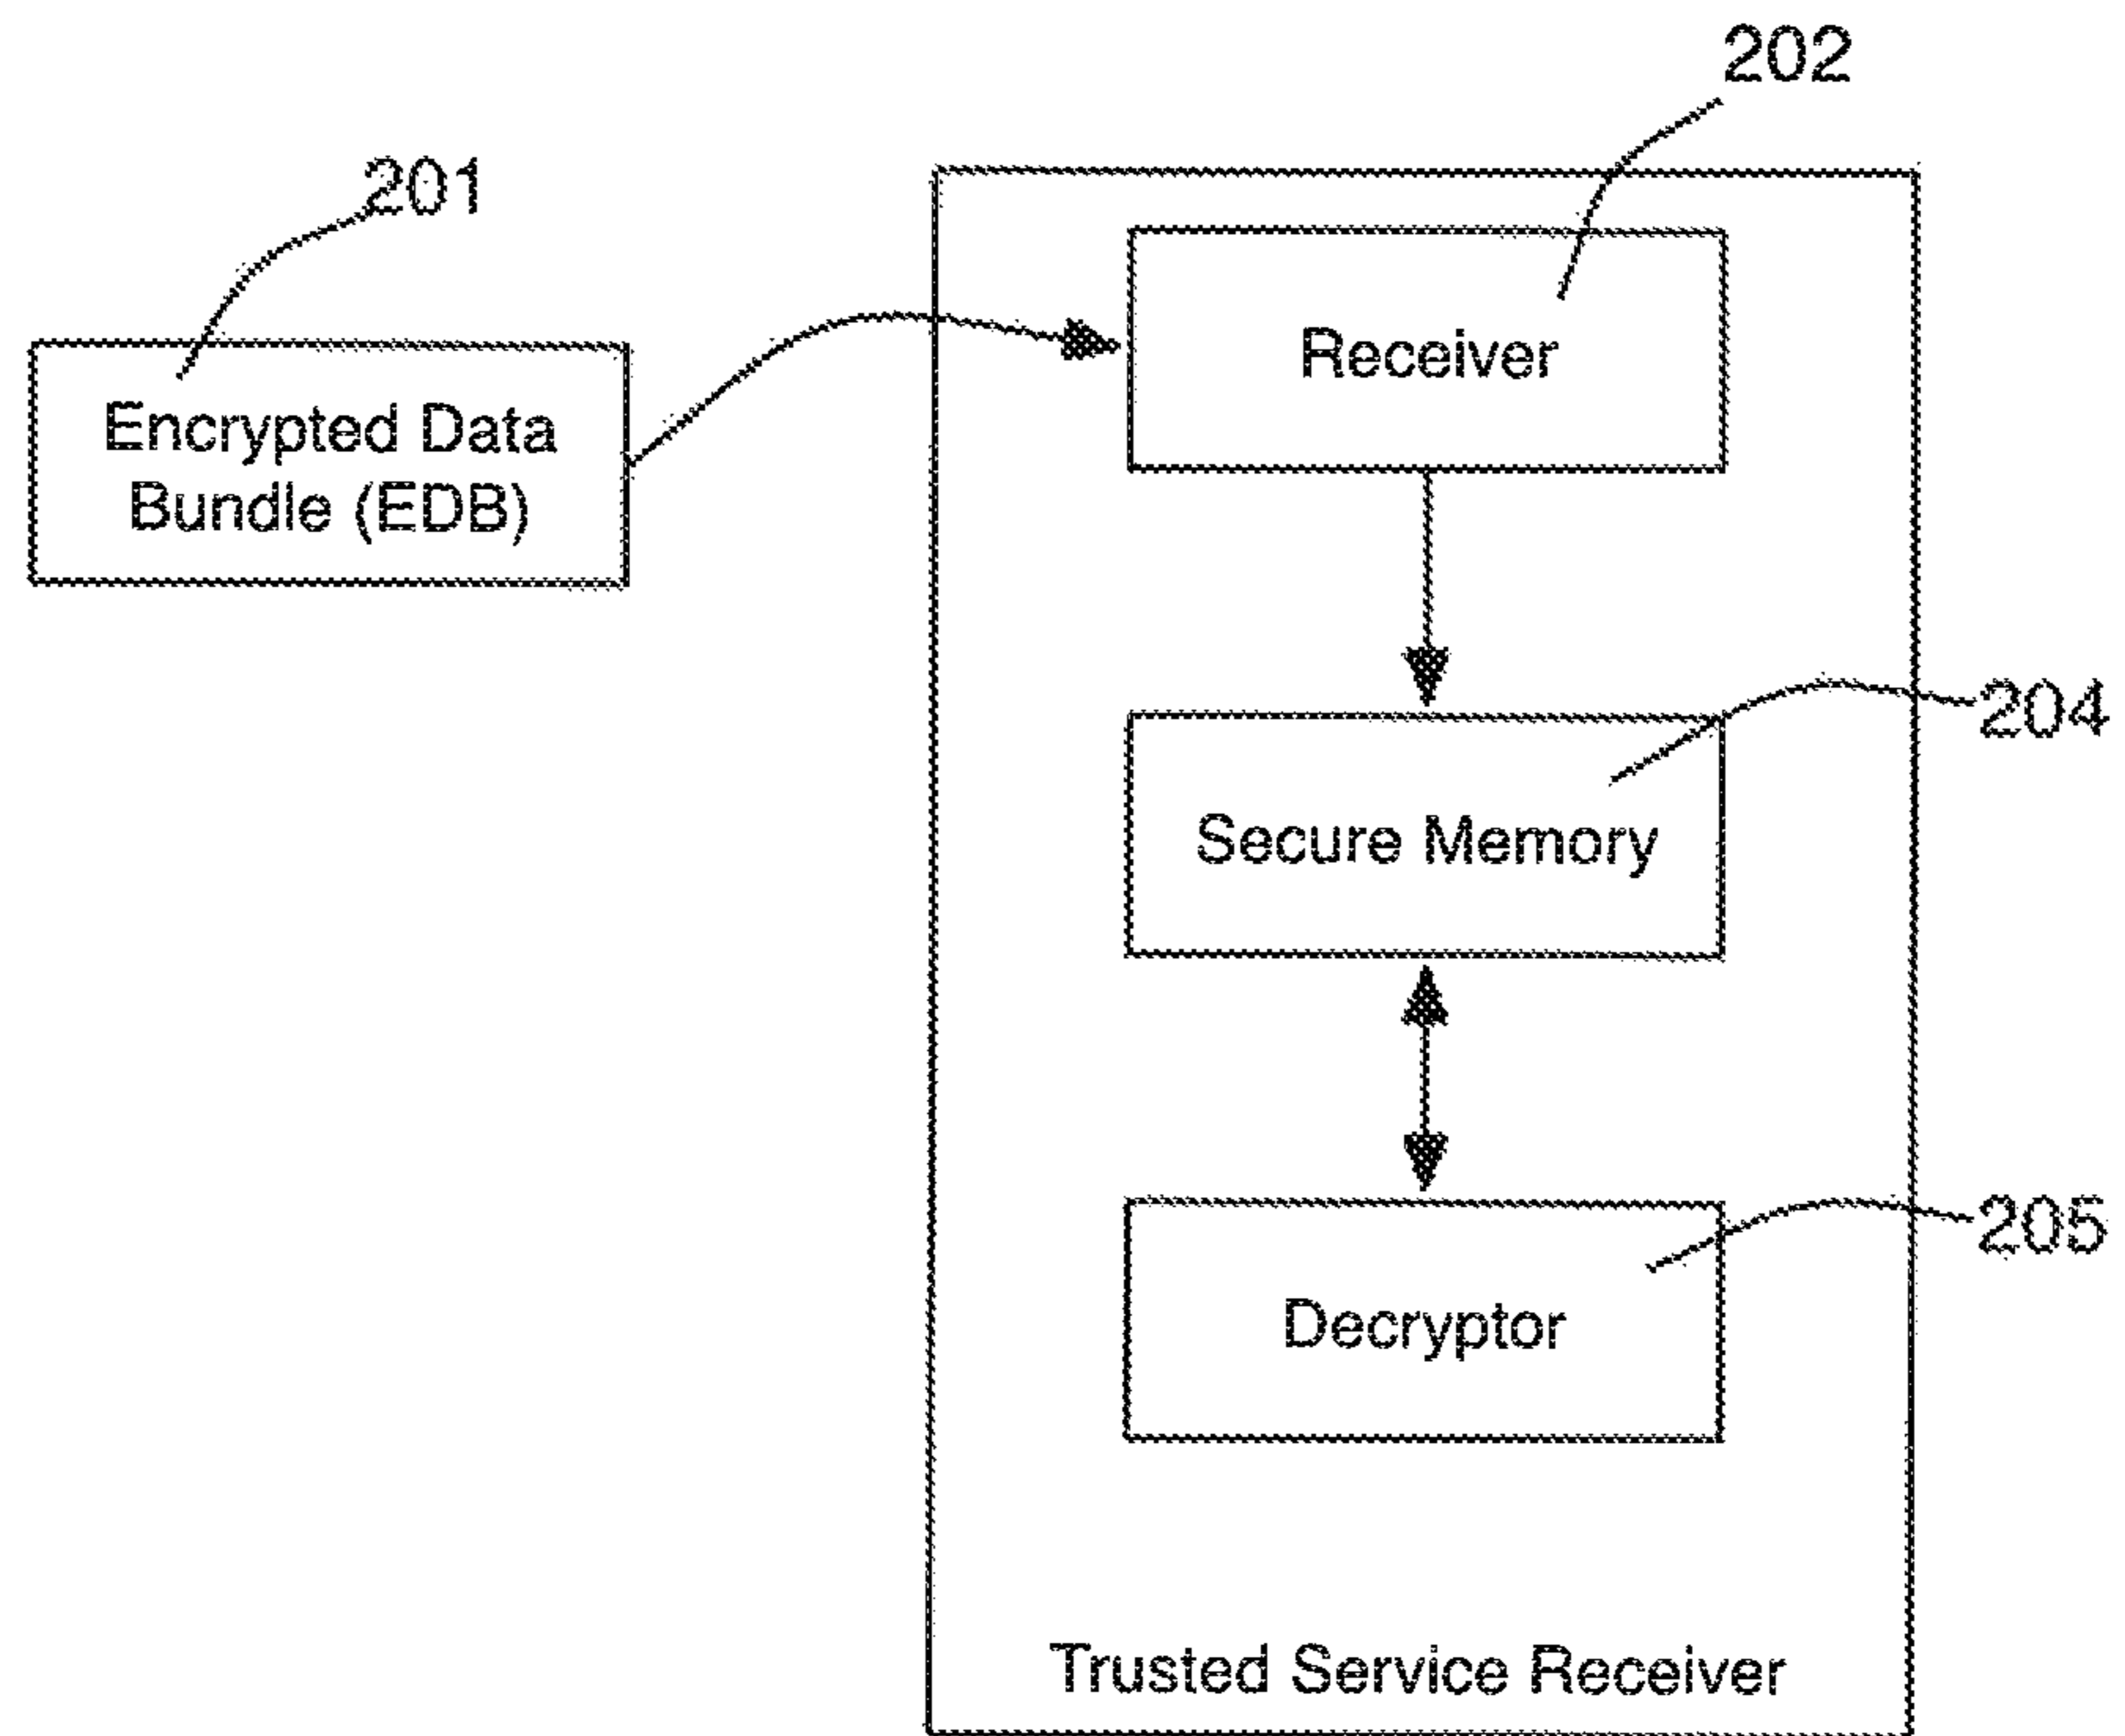 202
201
Receiver
Encrypted Data
Bundle (EDB)
204
Secure Memory
205
Decryptor
Trusted Service Receiver